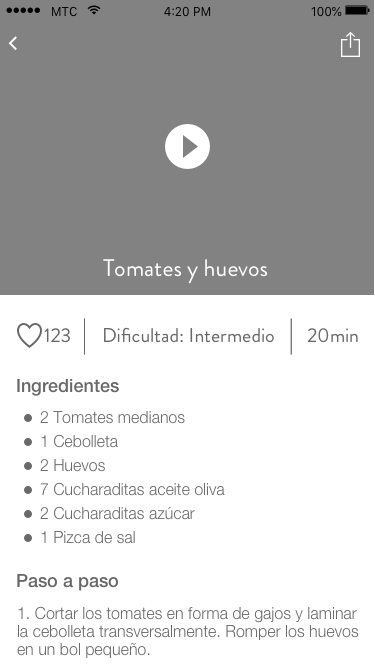 MTC 4:20 PM 100%
Tomates y huevos
123 Dificultad: Intermedio 20min
Ingredientes
2 Tomates medianos
1 Cebolleta
2 Huevos
7 Cucharaditas aceite oliva
2 Cucharadítas azúcar
1 Pizca de sal
Paso a paso
1. Cortar los tomates en forma de gajos y laminar
la cebolleta transversalmente. Romper los huevos
en un bol pequeño.